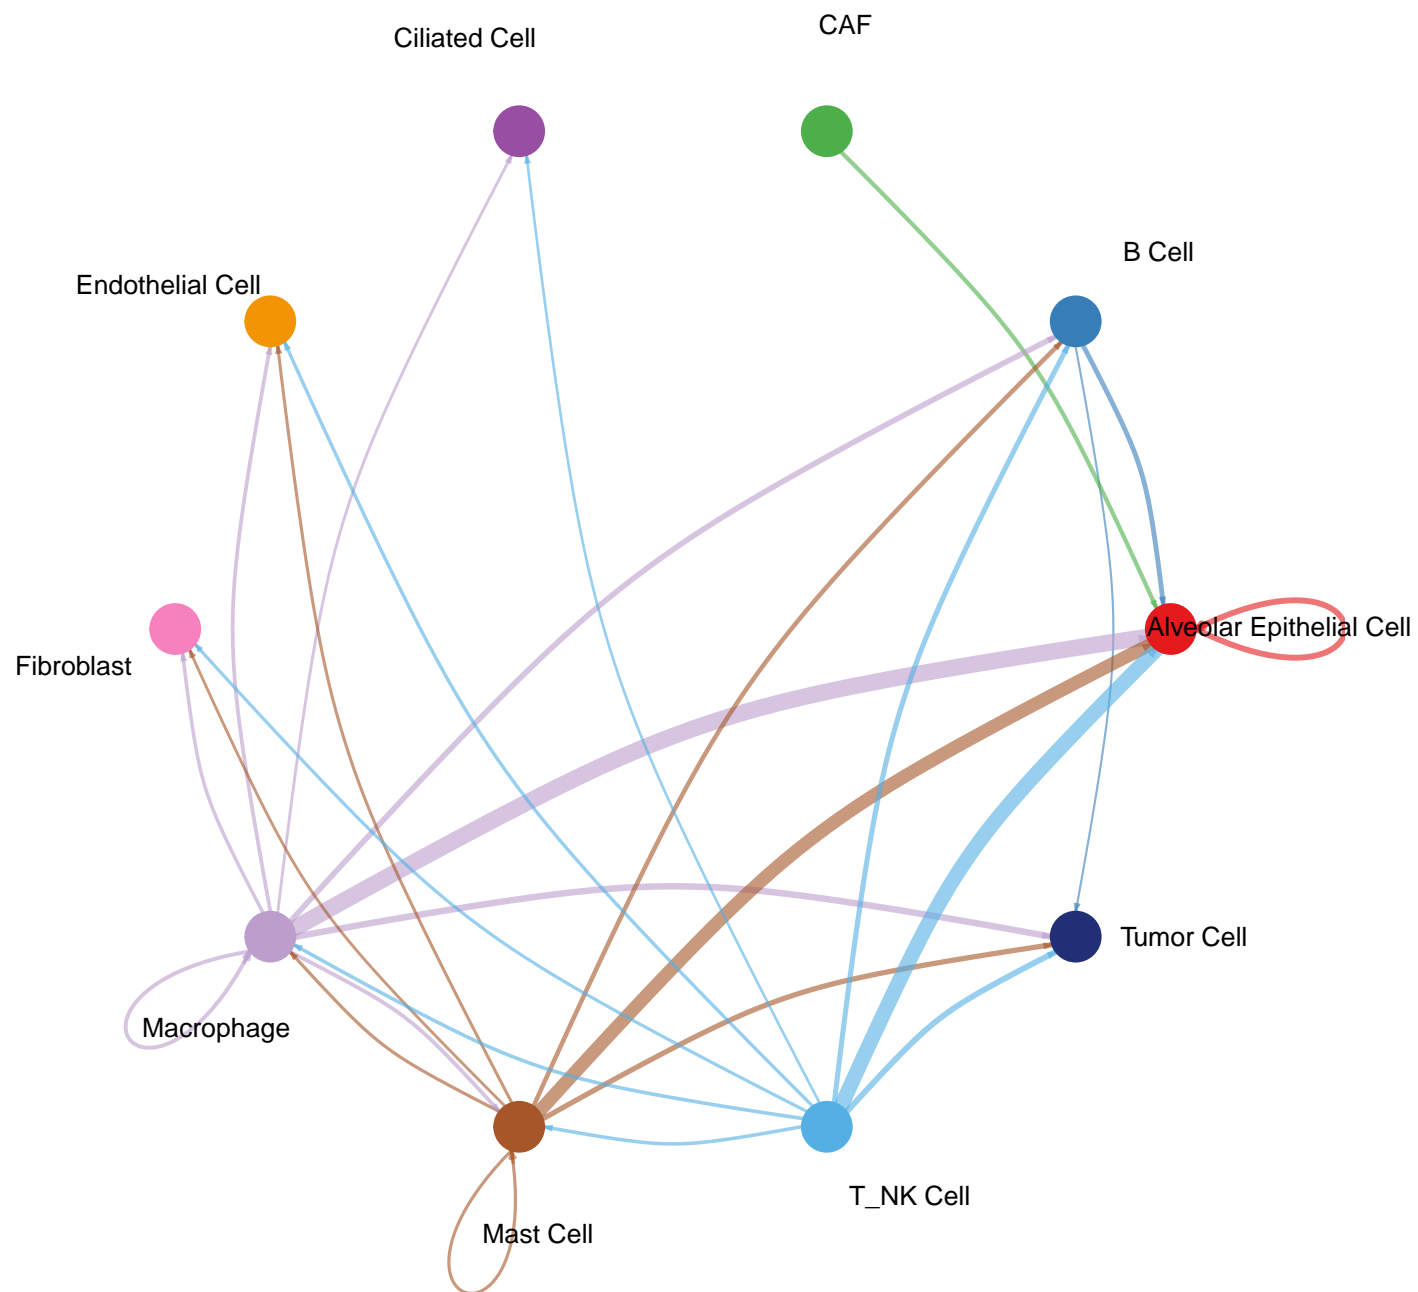 CAF
Ciliated Cell
B Cell
Endothelial Cell
Alveolar Epithelial Cell
Fibroblast
Tumor Cell
Macrophage
T_NK Cell
Mast Cell